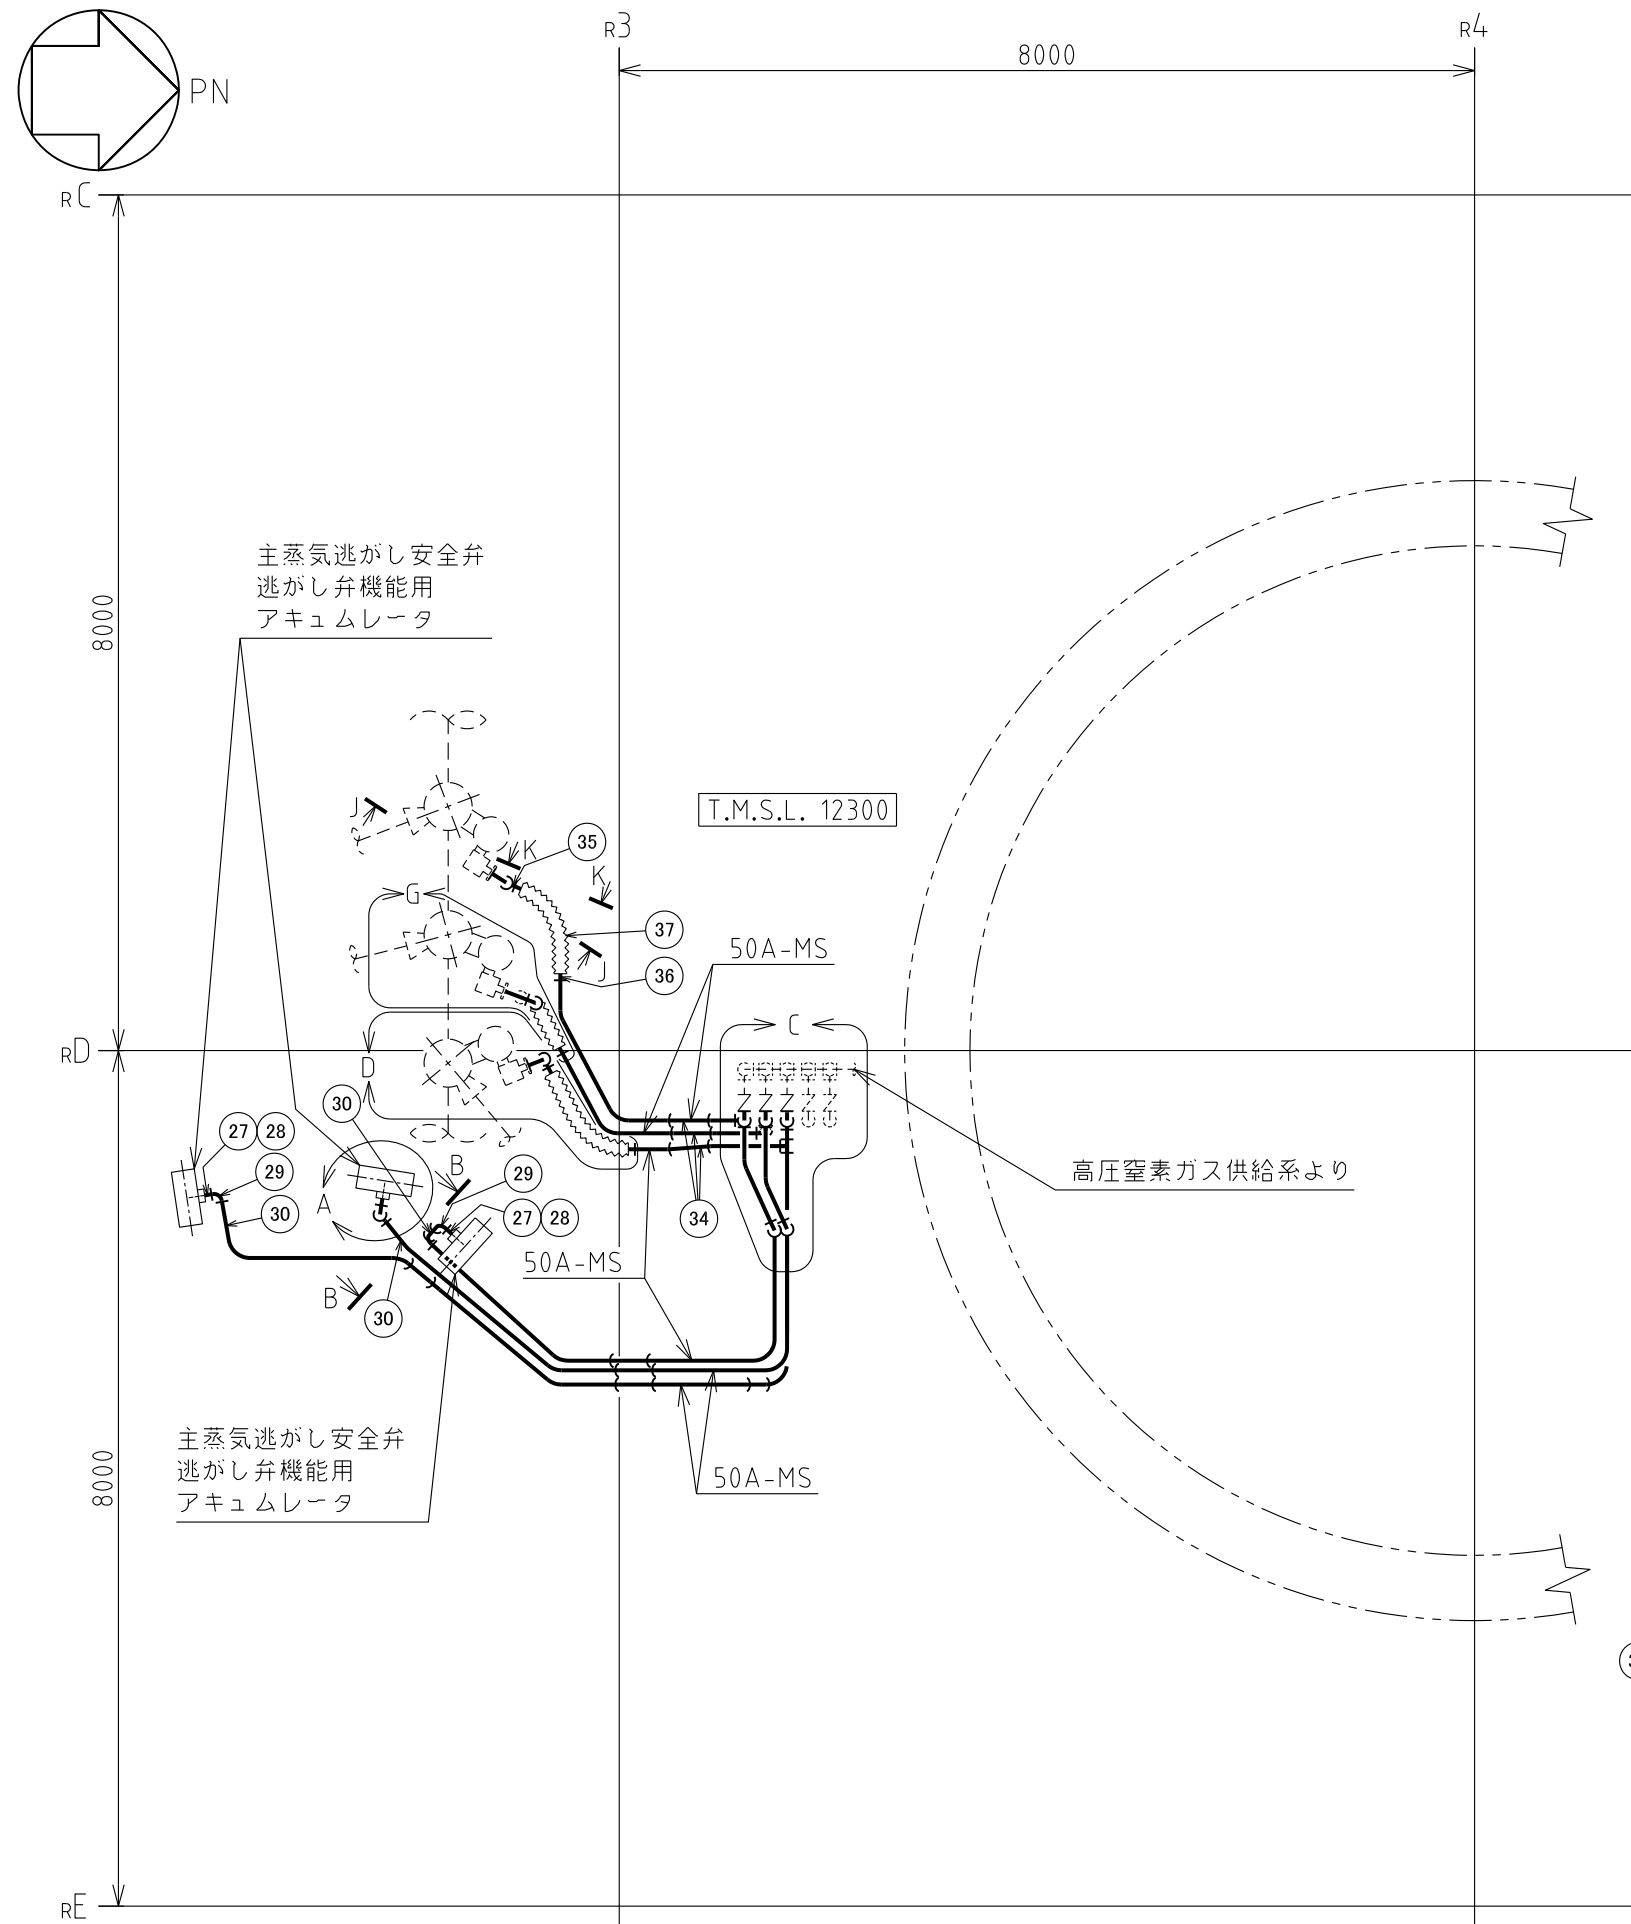 R3
R4
8000
PN
RC
主蒸気逃がし安全弁
逃がし弁機能用
アキュムレータ
8000
T.M.S.L. 12300
J
K
35
K
G
37
50A-MS
J
36
C
RD
D
30
27 28
B
29
高圧窒素ガス供給系より
29
A
30
27 28
34
50A-MS
B
30
主蒸気逃がし安全弁
逃がし弁機能用
アキュムレータ
8000
50A-MS
RE